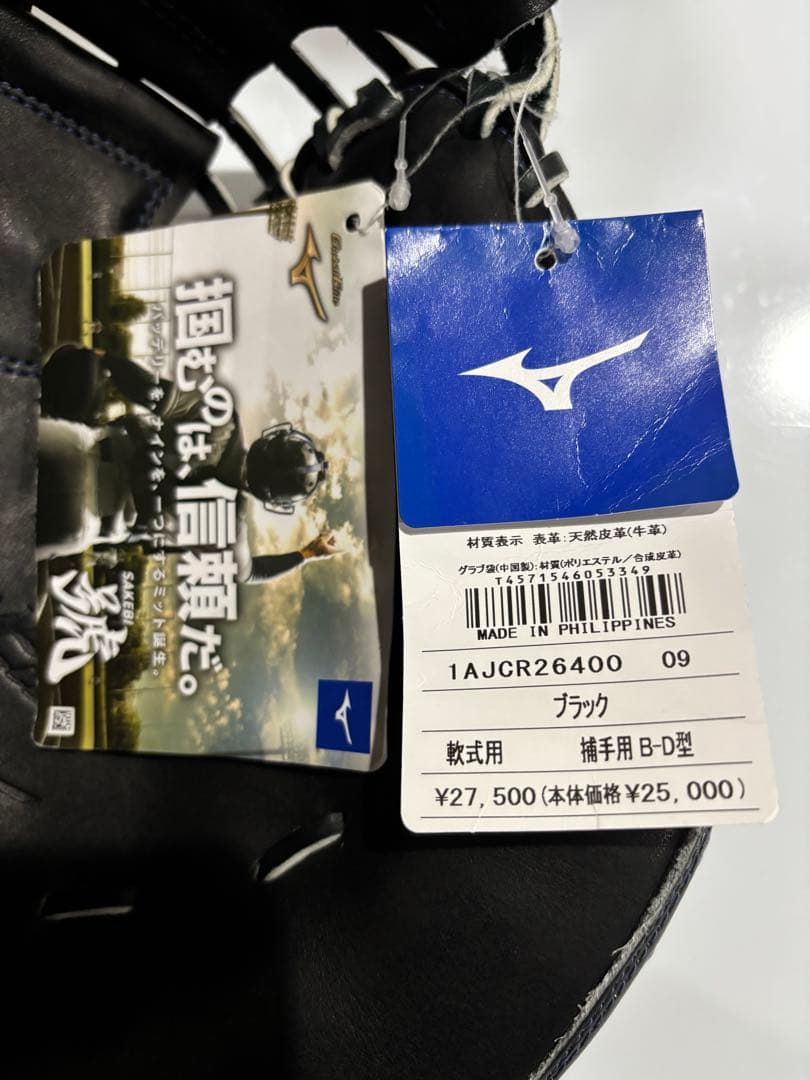 掴むのは、信頼だ。
バッテリーを、ナインを、一つにするミット誕生。
SAKEBI
號
材質表示 表革:天然皮革(牛革)
グラブ袋(中国製):材質(ポリエステル/合成皮革)
T4571546053349
MADE IN PHILIPPINES
1AJCR26400 09
ブラック
軟式用 捕手用 B-D型
¥27,500(本体価格¥25,000)